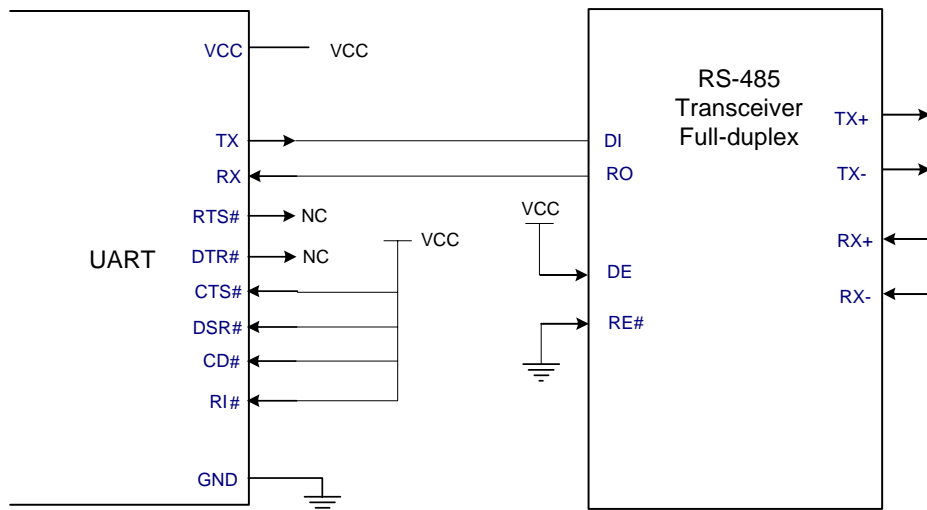 VCC
VCC
TX
RX
RTS#
NC
DTR#
NC
CTS#
DSR#
CD#
RI#
GND
UART
VCC
VCC
RS-485
Transceiver
Full-duplex
DI
RO
DE
RE#
TX+
TX-
RX+
RX-